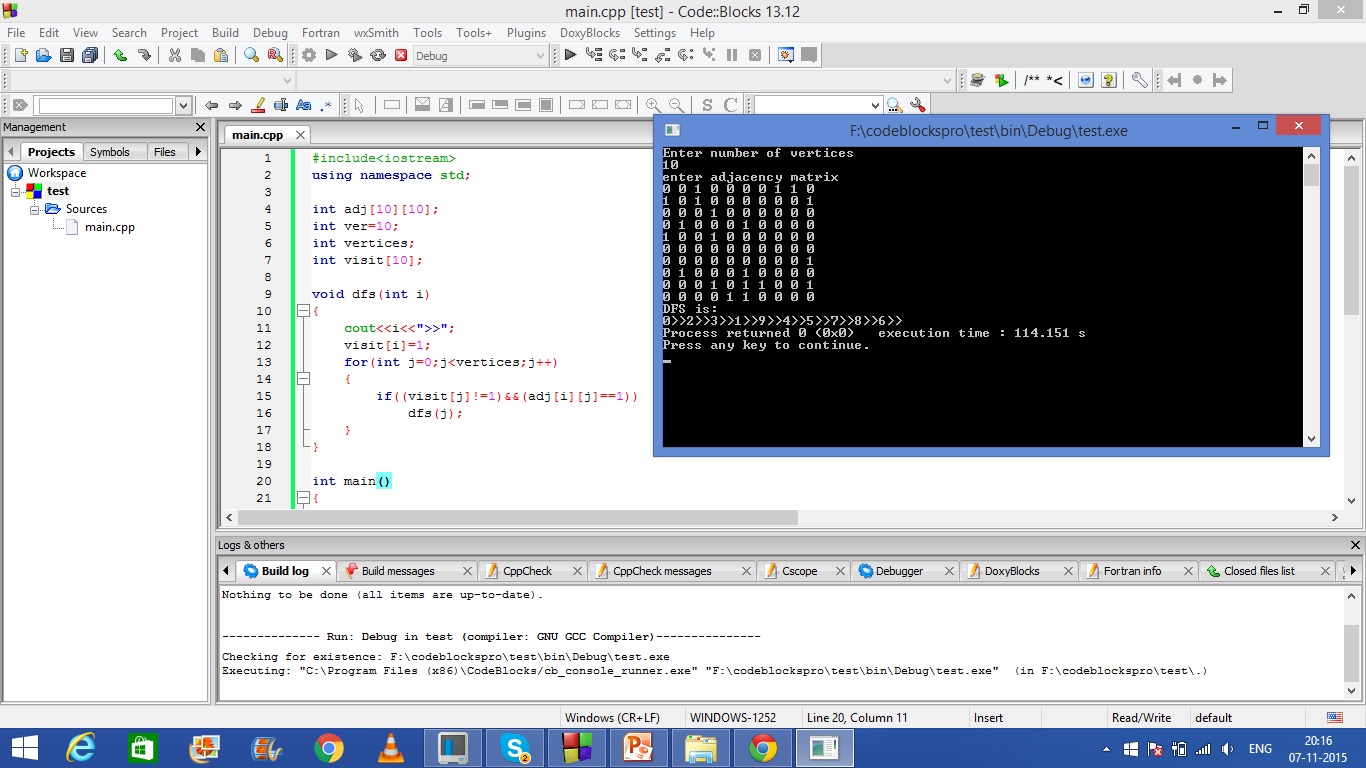 main.cpp [test] - Code::Blocks 13.12
File Edit View Search Project Build Debug Fortran wxSmith Tools Tools+ Plugins DoxyBlocks Settings Help
Debug
/** *<
Aa .*
S C
Management
Projects Symbols Files
Workspace
test
Sources
main.cpp
main.cpp
1 #include<iostream>
2 using namespace std;
3
4 int adj[10][10];
5 int ver=10;
6 int vertices;
7 int visit[10];
8
9 void dfs(int i)
10 {
11 cout<<i<<">>";
12 visit[i]=1;
13 for(int j=0;j<vertices;j++)
14 {
15 if((visit[j]!=1)&&(adj[i][j]==1))
16 dfs(j);
17 }
18 }
19
20 int main()
21 {
F:\codeblockspro\test\bin\Debug\test.exe
Enter number of vertices
10
enter adjacency matrix
0 0 1 0 0 0 0 1 1 0
1 0 1 0 0 0 0 0 0 1
0 0 0 1 0 0 0 0 0 0
0 1 0 0 0 1 0 0 0 0
1 0 0 1 0 0 0 0 0 0
0 0 0 0 0 0 0 0 0 0
0 0 0 0 0 0 0 0 0 1
0 1 0 0 0 1 0 0 0 0
0 0 0 1 0 1 1 0 0 1
0 0 0 0 1 1 0 0 0 0
DFS is:
0>>2>>3>>1>>9>>4>>5>>7>>8>>6>>
Process returned 0 (0x0) execution time : 114.151 s
Press any key to continue.
Logs & others
Build log Build messages CppCheck CppCheck messages Cscope Debugger DoxyBlocks Fortran info Closed files list
Nothing to be done (all items are up-to-date).
-------------- Run: Debug in test (compiler: GNU GCC Compiler)---------------
Checking for existence: F:\codeblockspro\test\bin\Debug\test.exe
Executing: "C:\Program Files (x86)\CodeBlocks/cb_console_runner.exe" "F:\codeblockspro\test\bin\Debug\test.exe" (in F:\codeblockspro\test\.)
Windows (CR+LF) WINDOWS-1252 Line 20, Column 11 Insert Read/Write default
ENG
20:16
07-11-2015